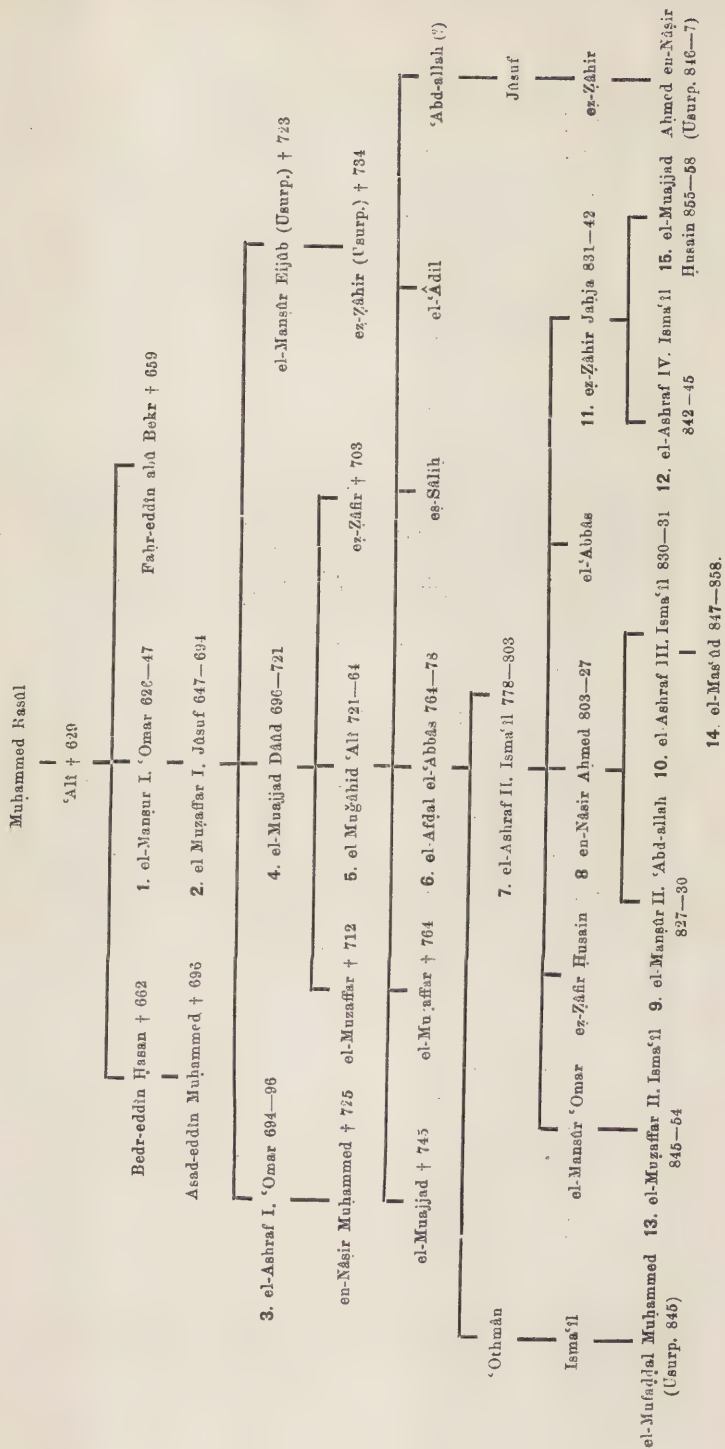 Muḥammed Rasûl
ʿAlî † 629
Bedr-eddîn Ḥasan † 662
1. el-Manṣur I. ʿOmar 626—47
Faḥr-eddîn abû Bekr † 659
Asad-eddîn Muḥammed † 696
2. el Muẓaffar I. Jûsuf 647—694
3. el-Ashraf I. ʿOmar 694—96
4. el-Muajjad Dâûd 696—721
el-Manṣûr Eijûb (Usurp.) † 723
en-Nâṣir Muḥammed † 725
el-Muzaffar † 712
5. el Muǧâhid ʿAlî 721—64
eẓ-Ẓâfir † 703
eẓ-Ẓâhir (Usurp.) † 734
el-Muajjad † 745
el-Mu affar † 764
6. el-Afḍal el-ʿAbbâs 764—78
eṣ-Sâliḥ
el-ʿÂdil
ʿAbd-allah (?)
ʿOthmân
7. el-Ashraf II. Ismaʿîl 778—803
Jûsuf
Ismaʿîl
el-Manṣûr ʿOmar
eẓ-Ẓâfir Ḥusain
8 en-Nâṣir Aḥmed 803—27
el-ʿAbbâs
11. eẓ-Ẓâhir Jaḥja 831—42
eẓ-Ẓâhir
el-Mufaḍḍal Muḥammed
(Usurp. 845)
13. el-Muẓaffar II. Ismaʿîl
845—54
9. el-Manṣûr II. ʿAbd-allah
827—30
10. el-Ashraf III. Ismaʿîl 830—31
12. el-Ashraf IV. Ismaʿîl
842—45
15. el-Muajjad
Ḥusain 855—58
Aḥmed en-Nâṣir
(Usurp. 846—7)
14. el-Masʿûd 847—858.